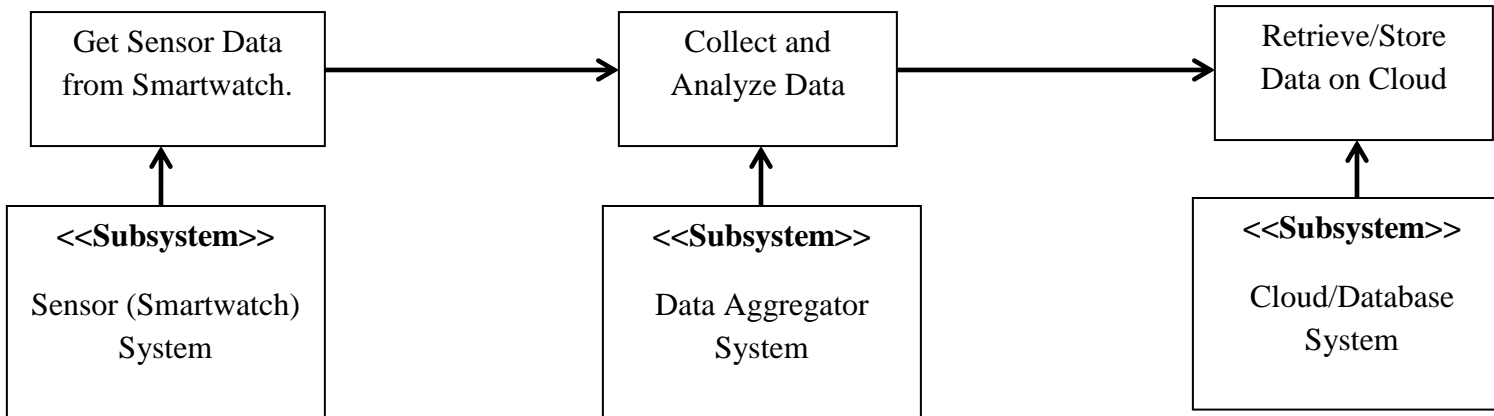 Get Sensor Data
from Smartwatch.
Collect and
Analyze Data
Retrieve/Store
Data on Cloud
<<Subsystem>>
Sensor (Smartwatch)
System
<<Subsystem>>
Data Aggregator
System
<<Subsystem>>
Cloud/Database
System